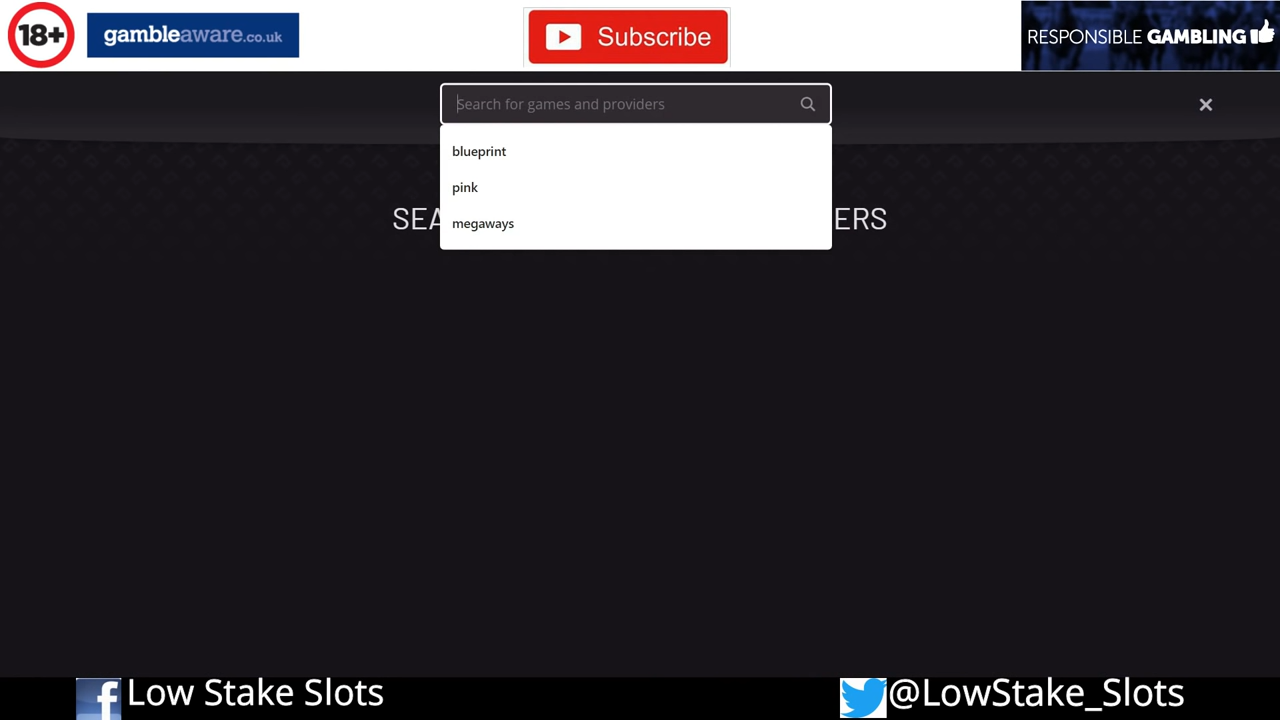 18+
gambleaware.co.uk
Subscribe
RESPONSIBLE GAMBLING
Search for games and providers
blueprint
pink
megaways
SEA ERS
Low Stake Slots
@LowStake_Slots